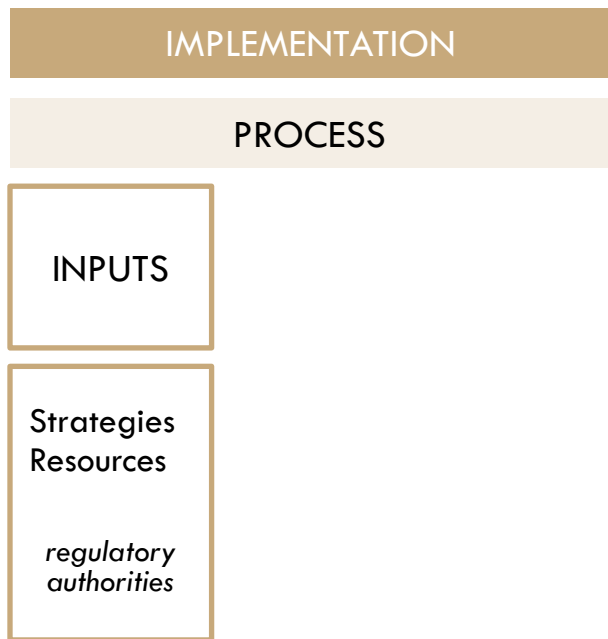 IMPLEMENTATION
PROCESS
INPUTS
Strategies
Resources
regulatory
authorities